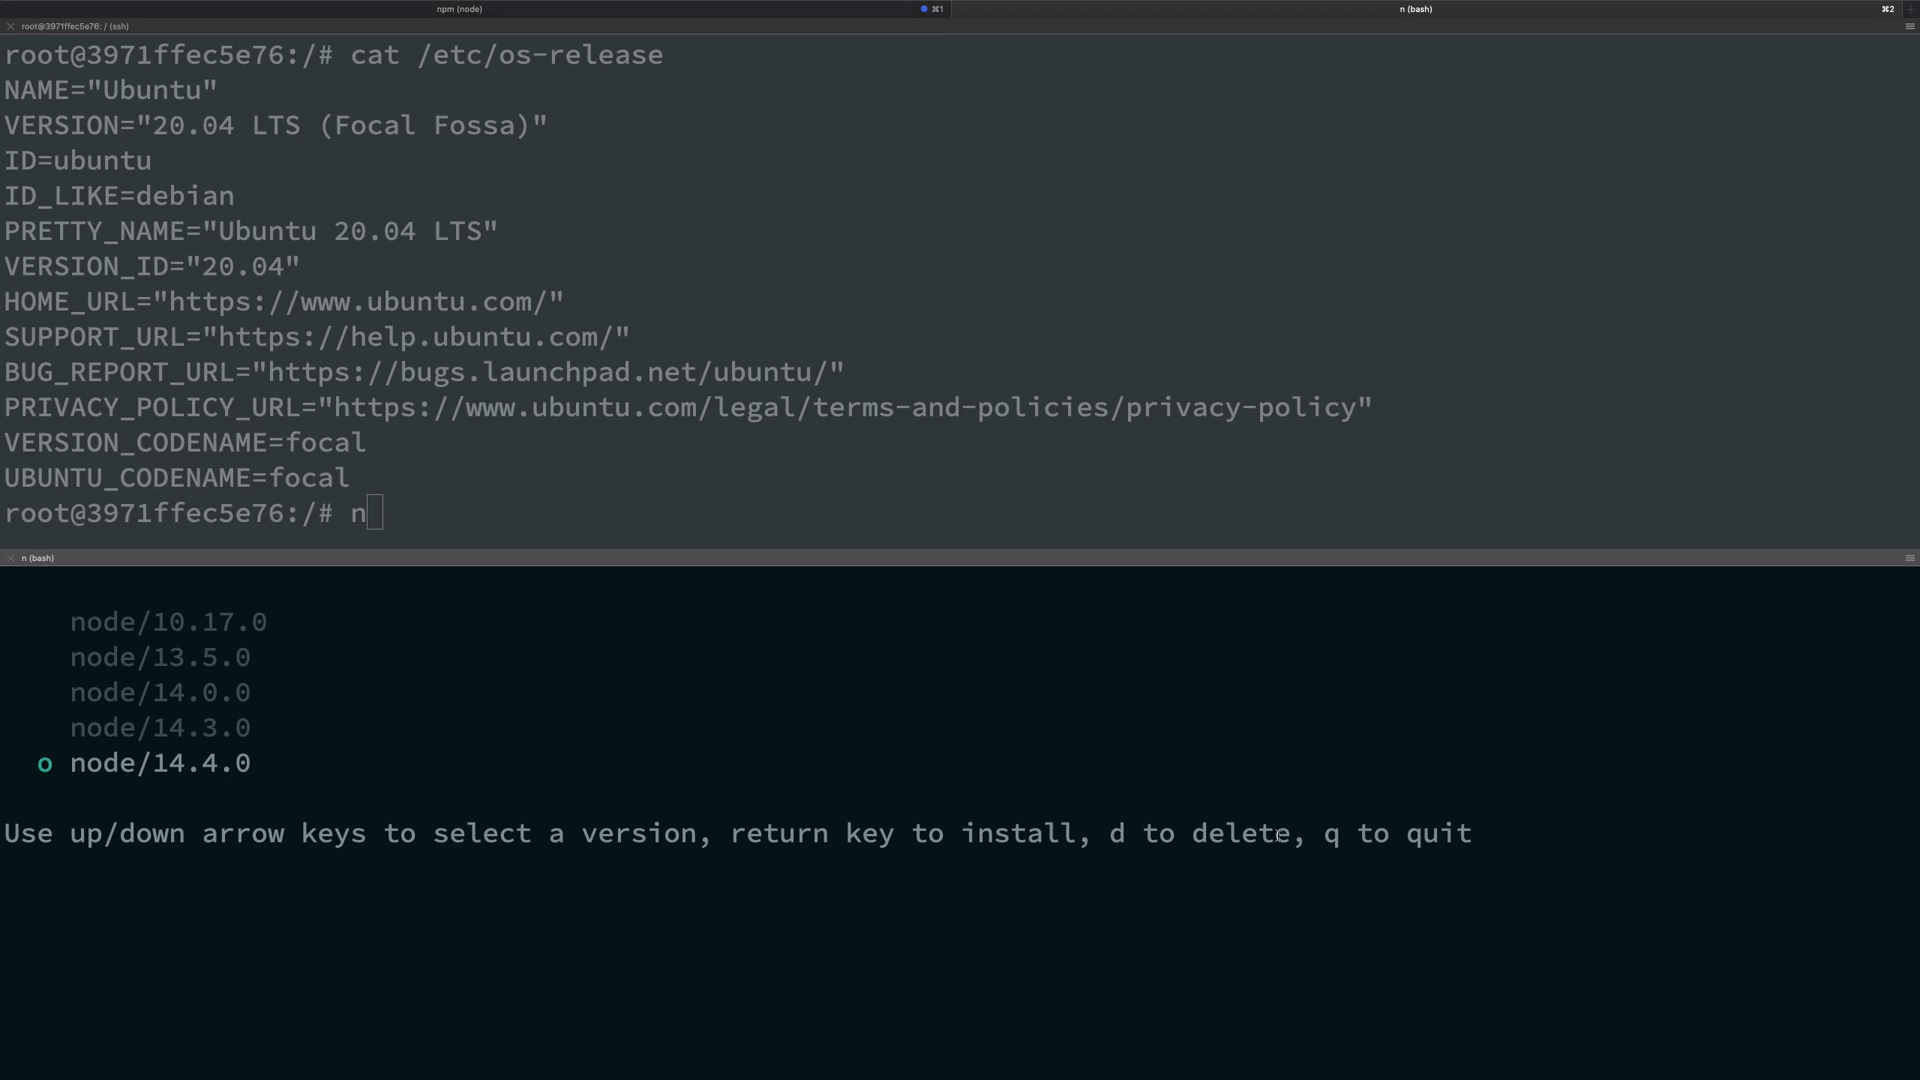 npm (node) ⌘1 n (bash) ⌘2
root@3971ffec5e76: / (ssh)
root@3971ffec5e76:/# cat /etc/os-release
NAME="Ubuntu"
VERSION="20.04 LTS (Focal Fossa)"
ID=ubuntu
ID_LIKE=debian
PRETTY_NAME="Ubuntu 20.04 LTS"
VERSION_ID="20.04"
HOME_URL="https://www.ubuntu.com/"
SUPPORT_URL="https://help.ubuntu.com/"
BUG_REPORT_URL="https://bugs.launchpad.net/ubuntu/"
PRIVACY_POLICY_URL="https://www.ubuntu.com/legal/terms-and-policies/privacy-policy"
VERSION_CODENAME=focal
UBUNTU_CODENAME=focal
root@3971ffec5e76:/# n
n (bash)
node/10.17.0
node/13.5.0
node/14.0.0
node/14.3.0
o node/14.4.0
Use up/down arrow keys to select a version, return key to install, d to delete, q to quit